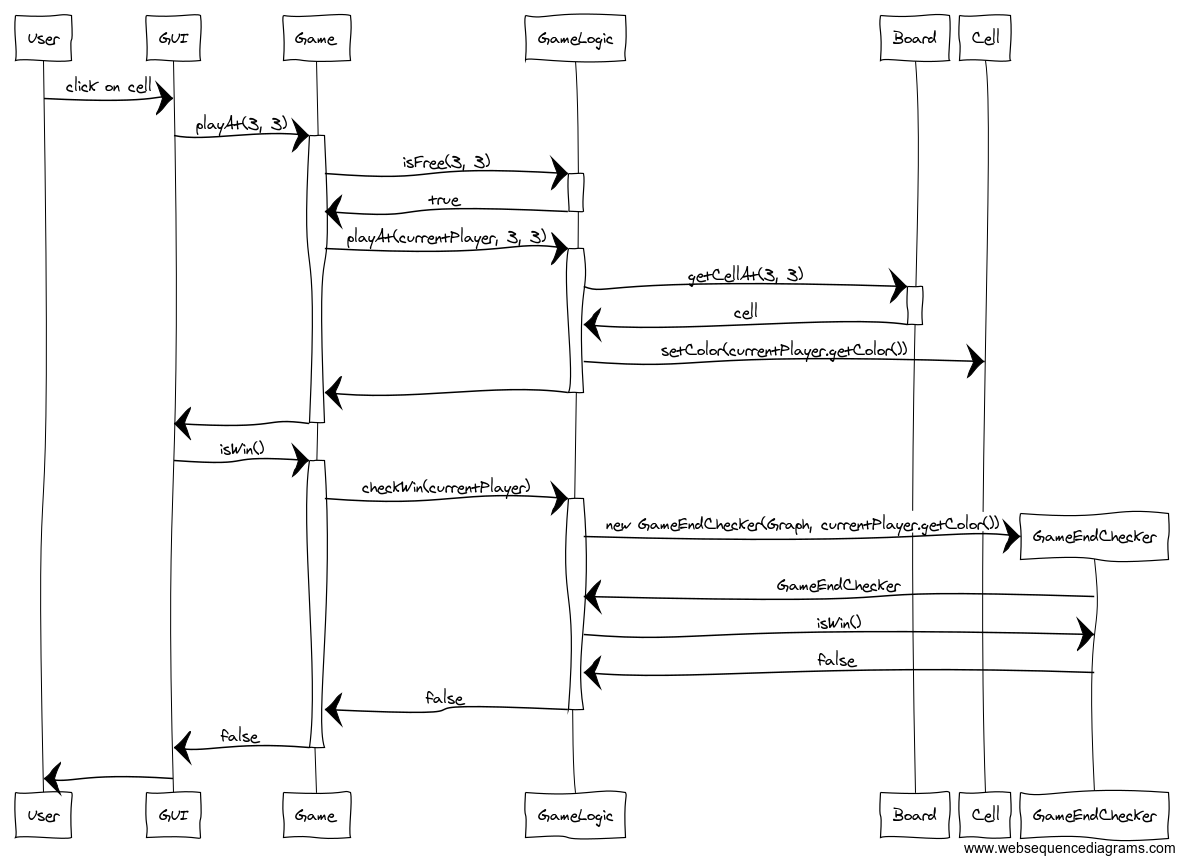 User
GUI
Game
GameLogic
Board
Cell
click on cell
playAt(3, 3)
isFree(3, 3)
true
playAt(currentPlayer, 3, 3)
getCellAt(3, 3)
cell
setColor(currentPlayer.getColor())
isWin()
checkWin(currentPlayer)
new GameEndChecker(Graph, currentPlayer.getColor())
GameEndChecker
GameEndChecker
isWin()
false
false
false
User
GUI
Game
GameLogic
Board
Cell
GameEndChecker
www.websequencediagrams.com